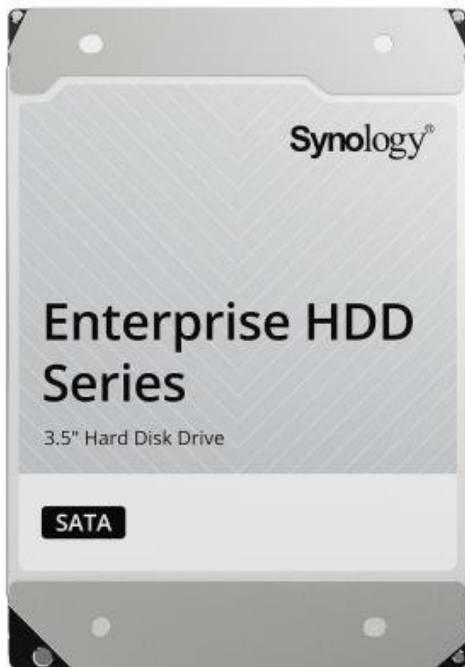 Synology®
Enterprise HDD
Series
3.5" Hard Disk Drive
SATA